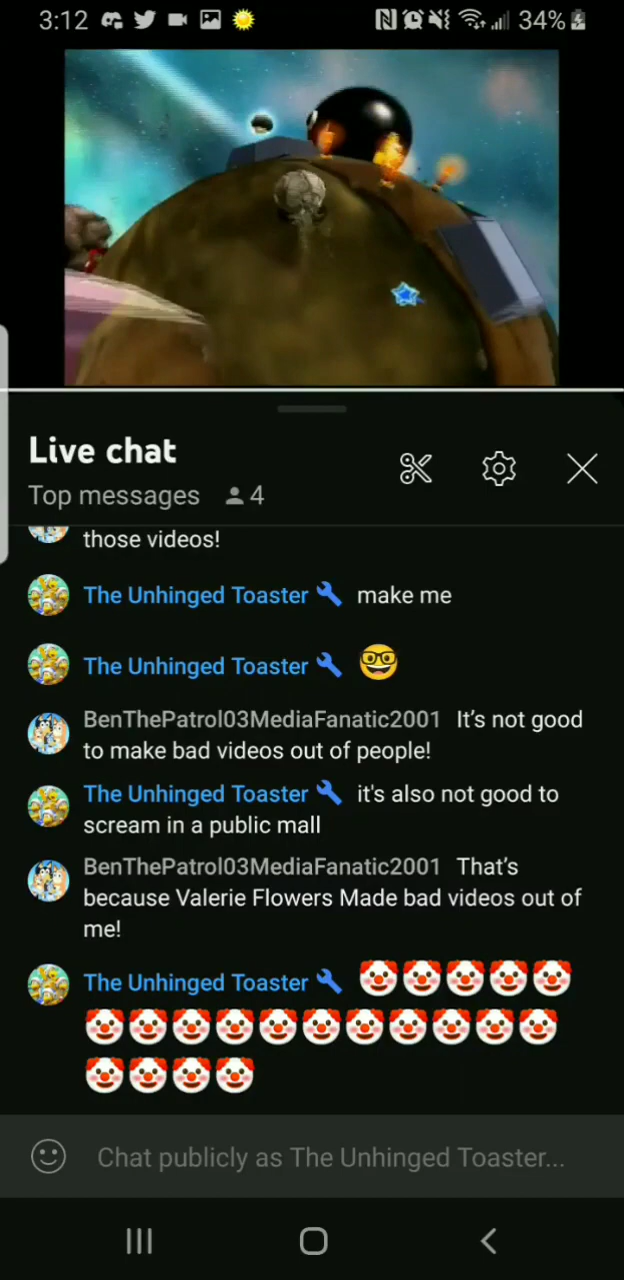 3:12 34%
Live chat
Top messages 4
those videos!
The Unhinged Toaster make me
The Unhinged Toaster 🤓
BenThePatrol03MediaFanatic2001 It’s not good
to make bad videos out of people!
The Unhinged Toaster it's also not good to
scream in a public mall
BenThePatrol03MediaFanatic2001 That’s
because Valerie Flowers Made bad videos out of
me!
The Unhinged Toaster 🤡🤡🤡🤡🤡
🤡🤡🤡🤡🤡🤡🤡🤡🤡🤡🤡
🤡🤡🤡🤡
Chat publicly as The Unhinged Toaster...